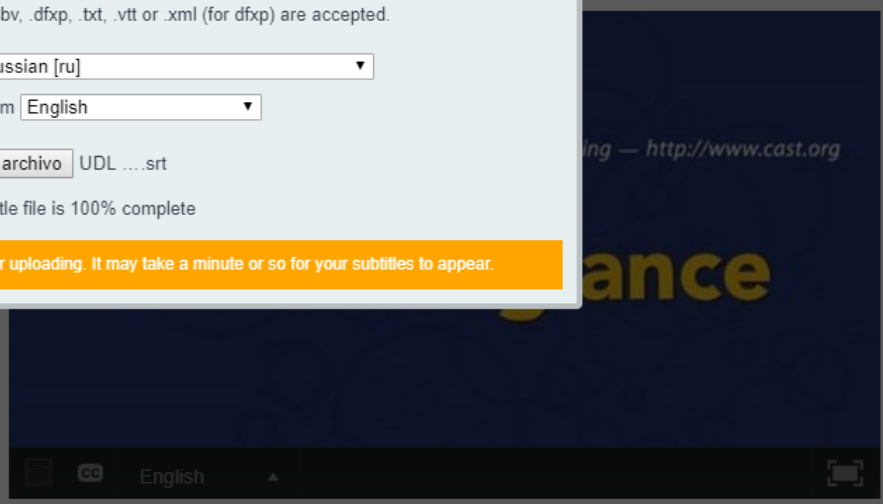 bv, .dfxp, .txt, .vtt or .xml (for dfxp) are accepted.
ussian [ru]
m English
archivo UDL ....srt
tle file is 100% complete
r uploading. It may take a minute or so for your subtitles to appear.
ing — http://www.cast.org
ance
CC English